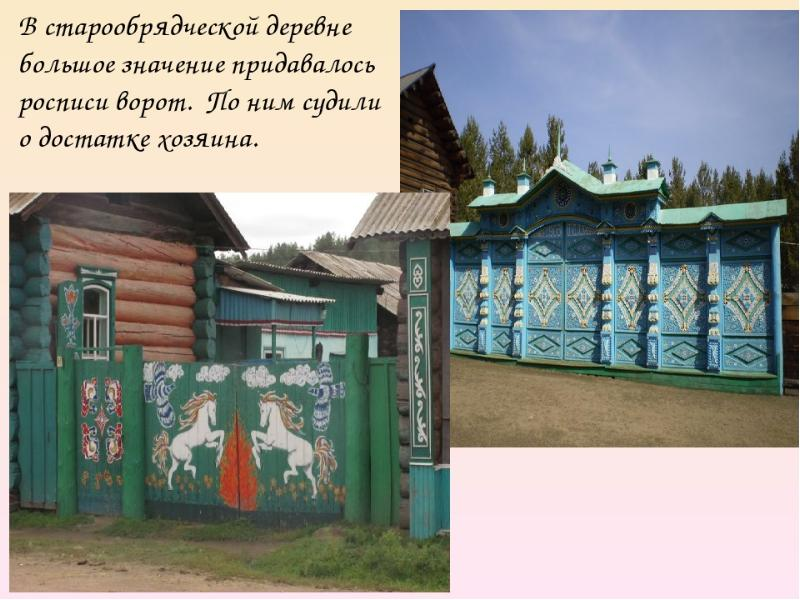 В старообрядческой деревне
большое значение придавалось
росписи ворот.  По ним судили
о достатке хозяина.